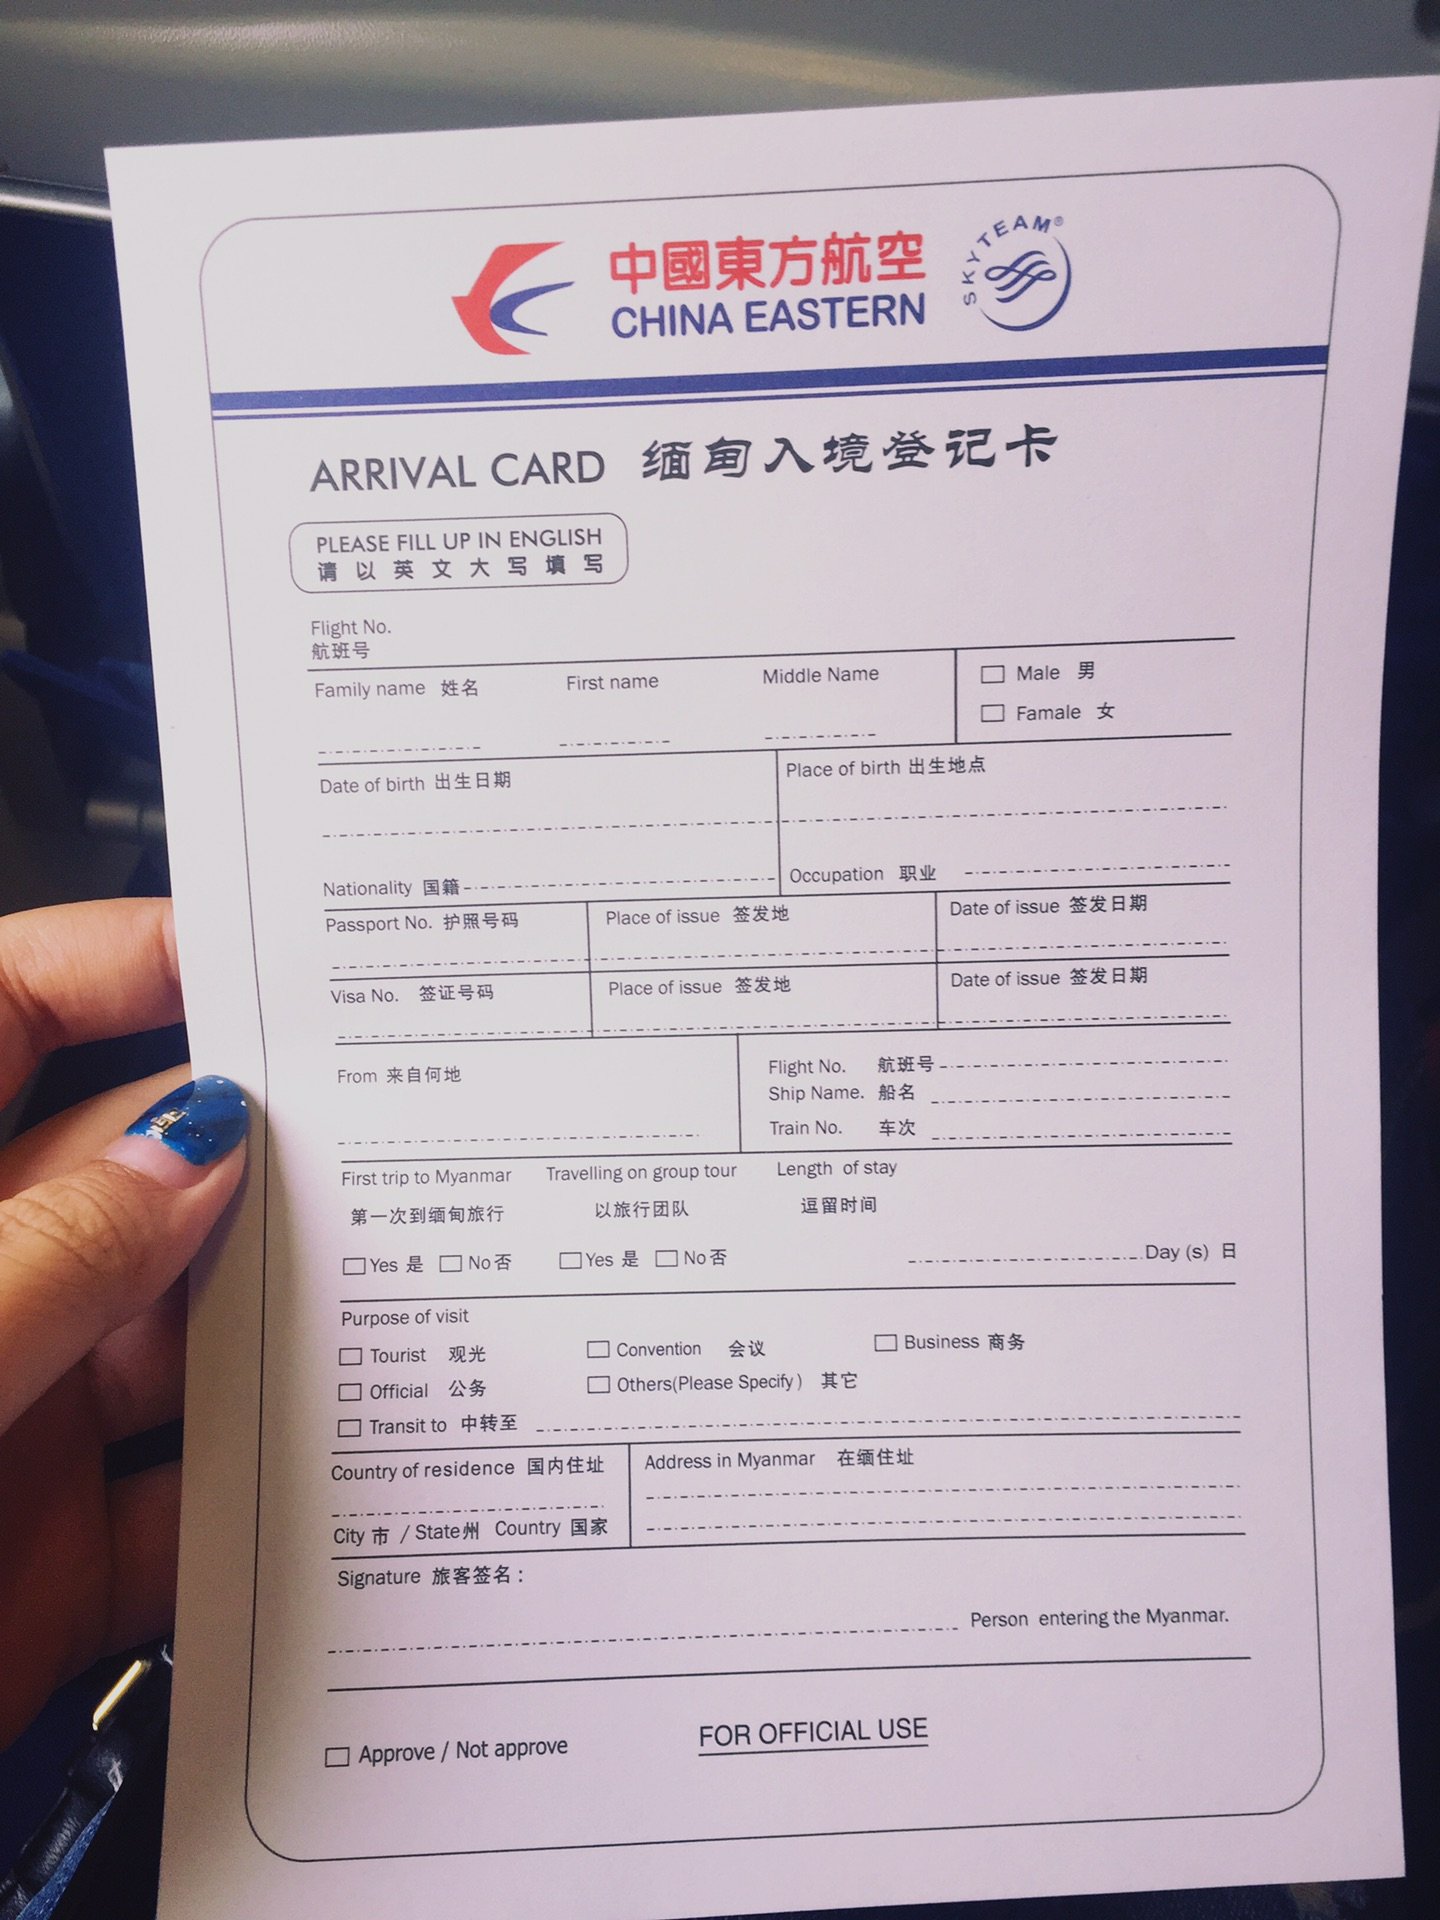 中國東方航空
CHINA EASTERN
SKYTEAM®
ARRIVAL CARD 缅甸入境登记卡
PLEASE FILL UP IN ENGLISH
请以英文大写填写
Flight No.
航班号
Family name 姓名 First name Middle Name
Male 男
Famale 女
Date of birth 出生日期 Place of birth 出生地点
Nationality 国籍 Occupation 职业
Passport No. 护照号码 Place of issue 签发地 Date of issue 签发日期
Visa No. 签证号码 Place of issue 签发地 Date of issue 签发日期
From 来自何地
Flight No. 航班号
Ship Name. 船名
Train No. 车次
First trip to Myanmar Travelling on group tour Length of stay
第一次到缅甸旅行 以旅行团队 逗留时间
Yes 是 No 否 Yes 是 No 否 Day (s) 日
Purpose of visit
Tourist 观光 Convention 会议 Business 商务
Official 公务 Others(Please Specify) 其它
Transit to 中转至
Country of residence 国内住址 Address in Myanmar 在缅住址
City 市 / State 州 Country 国家
Signature 旅客签名:
Person entering the Myanmar.
FOR OFFICIAL USE
Approve / Not approve